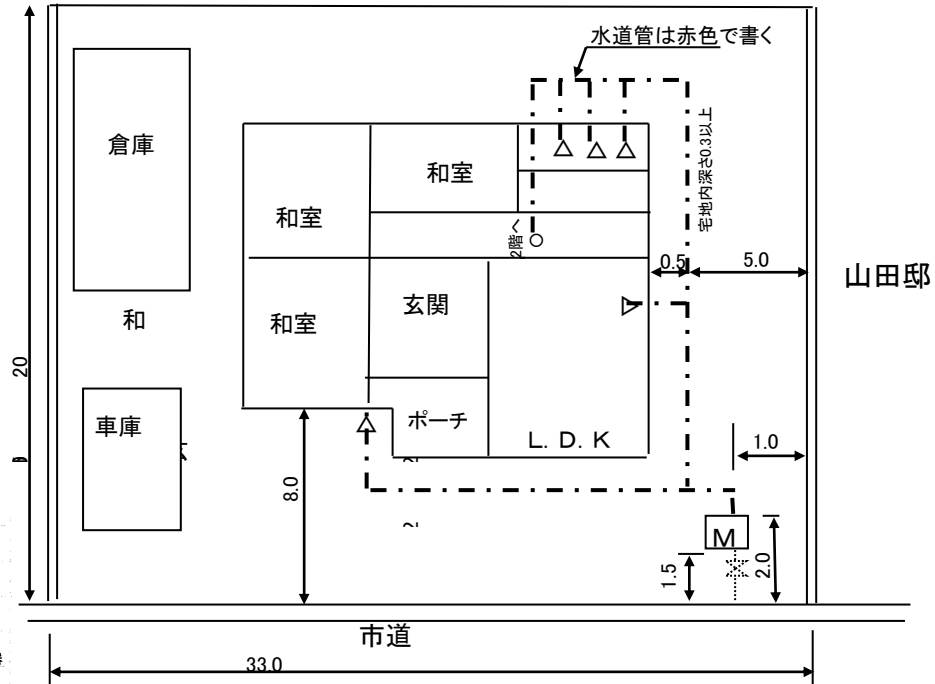 水道管は赤色で書く
倉庫
和室
宅地内深さ0.3以上
和室
2階へ
0.5
5.0
山田邸
和
和室
玄関
20
車庫
ポーチ
L.D.K
1.0
8.0
M
1.5
2.0
市道
33.0